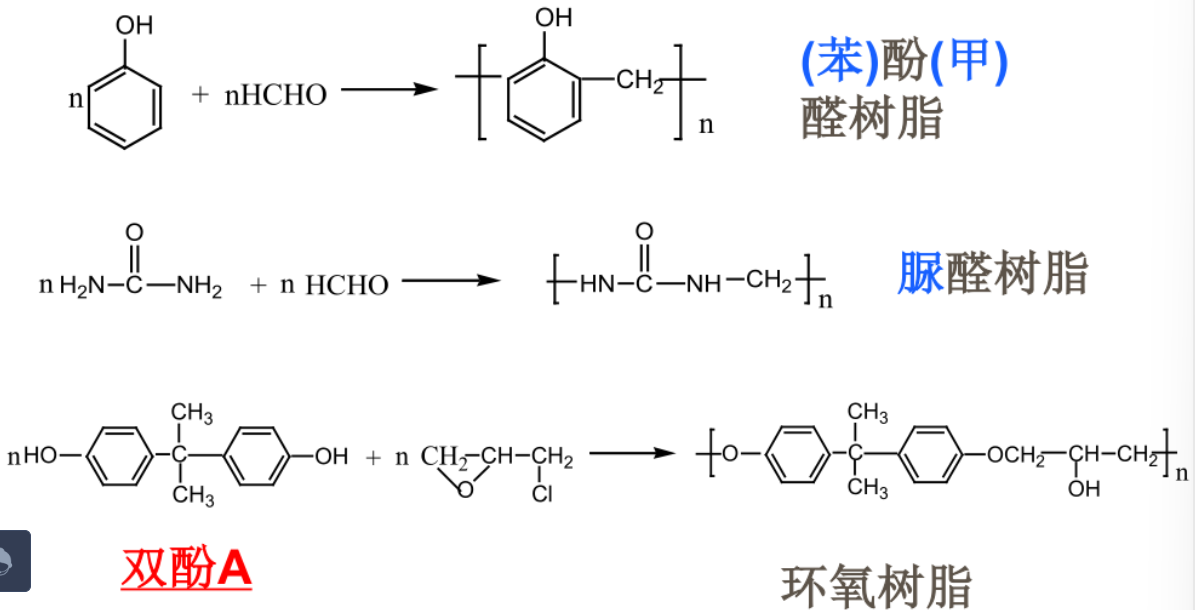 OH
n + nHCHO
OH
CH₂
n
(苯)酚(甲)
醛树脂
O
n H₂N–C–NH₂ + n HCHO
O
HN–C–NH–CH₂ n
脲醛树脂
CH₃
nHO C OH + n CH₂–CH–CH₂
CH₃
O
Cl
CH₃
O C OCH₂–CH–CH₂ n
CH₃
OH
双酚A
环氧树脂